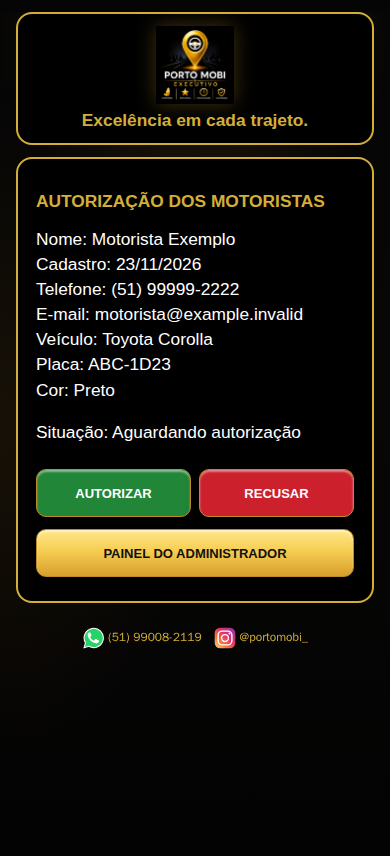 PORTO MOBI
EXECUTIVO
Excelência em cada trajeto.
AUTORIZAÇÃO DOS MOTORISTAS
Nome: Motorista Exemplo
Cadastro: 23/11/2026
Telefone: (51) 99999-2222
E-mail: motorista@example.invalid
Veículo: Toyota Corolla
Placa: ABC-1D23
Cor: Preto
Situação: Aguardando autorização
AUTORIZAR RECUSAR
PAINEL DO ADMINISTRADOR
(51) 99008-2119 @portomobi_